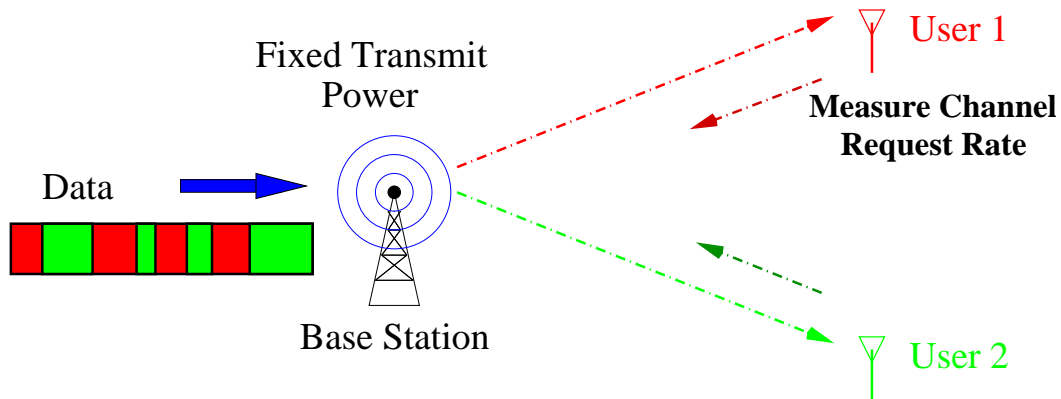 Fixed Transmit
Power
User 1
Measure Channel
Request Rate
Data
Base Station
User 2